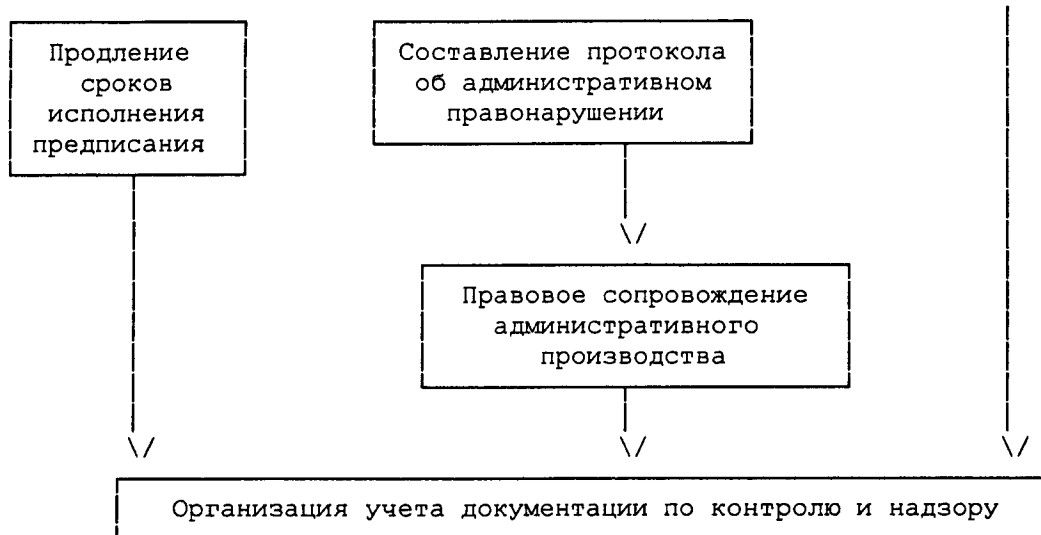 Продление
сроков
исполнения
предписания
Составление протокола
об административном
правонарушении
Правовое сопровождение
административного
производства
Организация учета документации по контролю и надзору